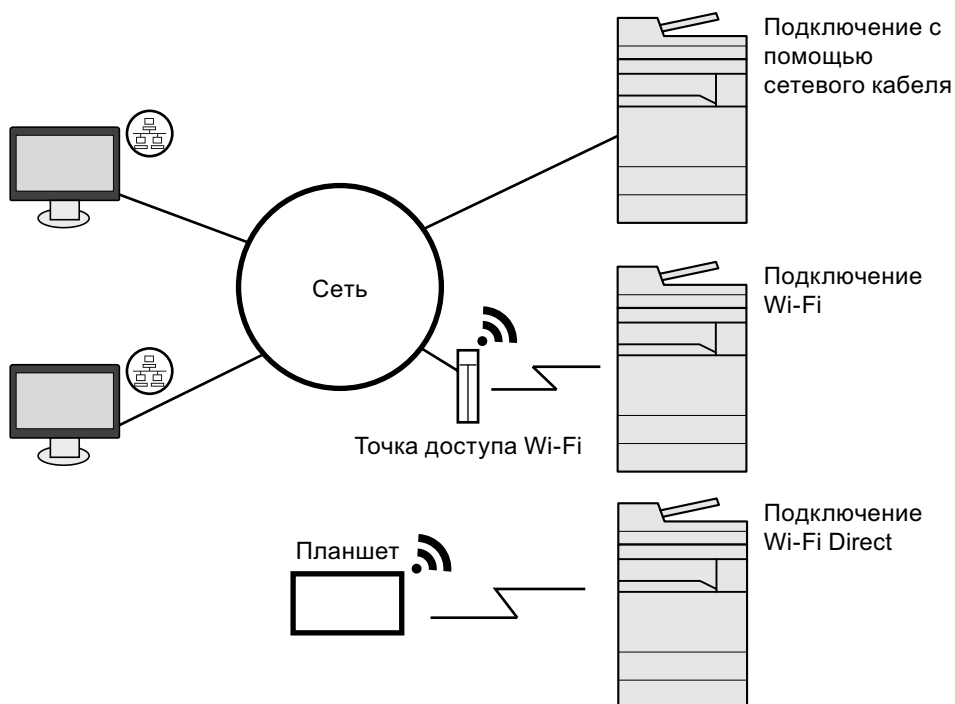 Подключение с
помощью
сетевого кабеля
Сеть
Подключение
Wi-Fi
Точка доступа Wi-Fi
Подключение
Wi-Fi Direct
Планшет